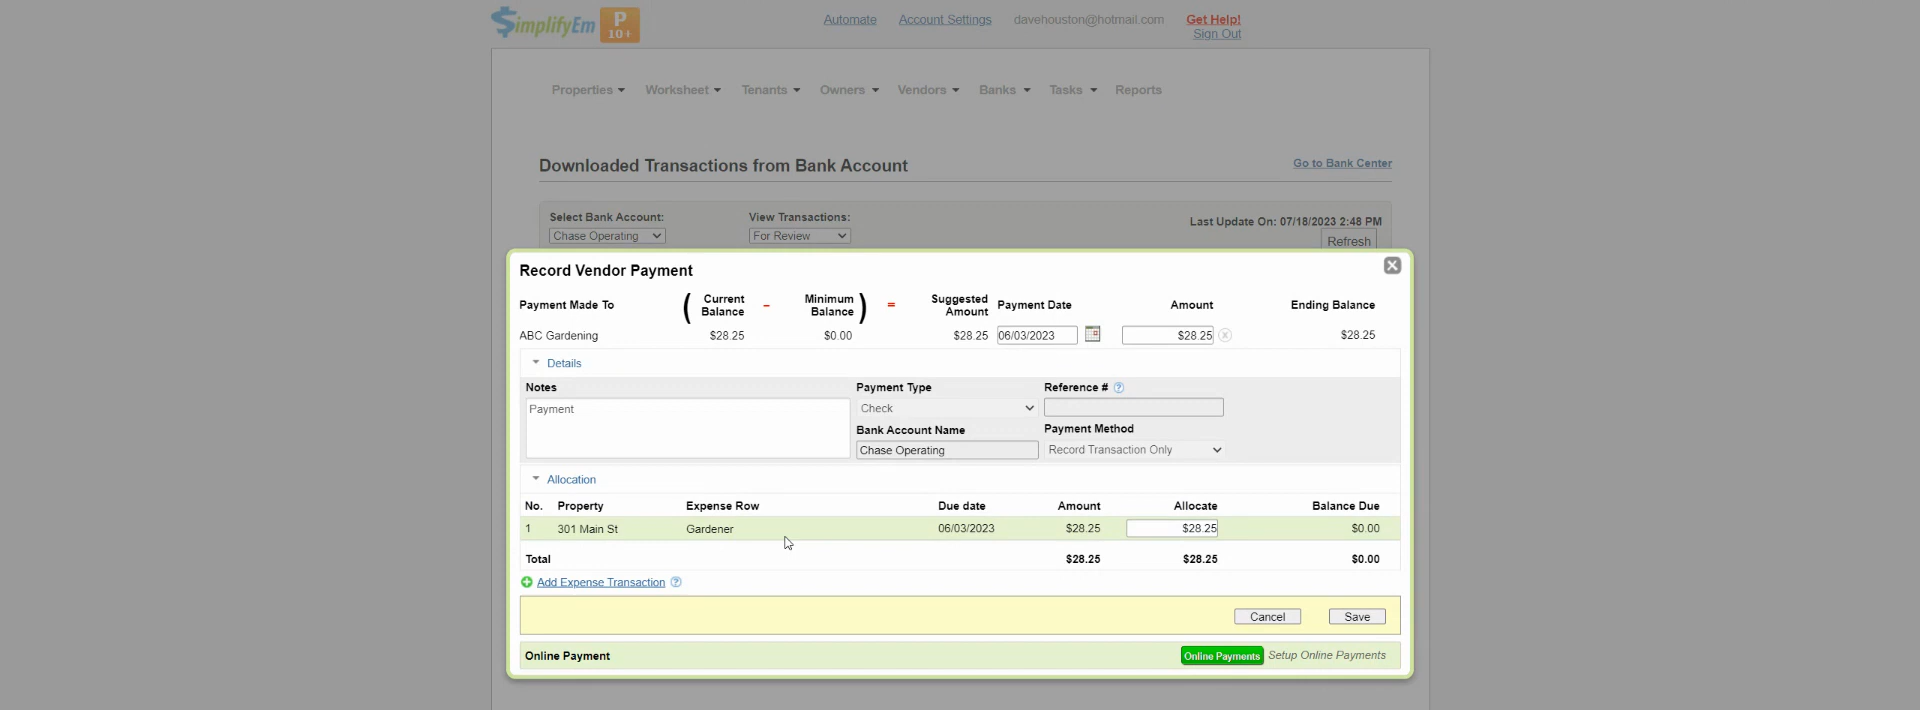 $implifyEm P 10+ Automate Account Settings davehouston@hotmail.com Get Help!
Sign Out
Properties Worksheet Tenants Owners Vendors Banks Tasks Reports
Downloaded Transactions from Bank Account Go to Bank Center
Select Bank Account: View Transactions: Last Update On: 07/18/2023 2:48 PM
Chase Operating For Review Refresh
Record Vendor Payment
Payment Made To ( Current Balance - Minimum Balance ) = Suggested Amount Payment Date Amount Ending Balance
ABC Gardening $28.25 $0.00 $28.25 06/03/2023 $28.25 $28.25
Details
Notes Payment Type Reference # ?
Payment Check
Bank Account Name Payment Method
Chase Operating Record Transaction Only
Allocation
No. Property Expense Row Due date Amount Allocate Balance Due
1 301 Main St Gardener 06/03/2023 $28.25 $28.25 $0.00
Total $28.25 $28.25 $0.00
Add Expense Transaction ?
Cancel Save
Online Payment Online Payments Setup Online Payments